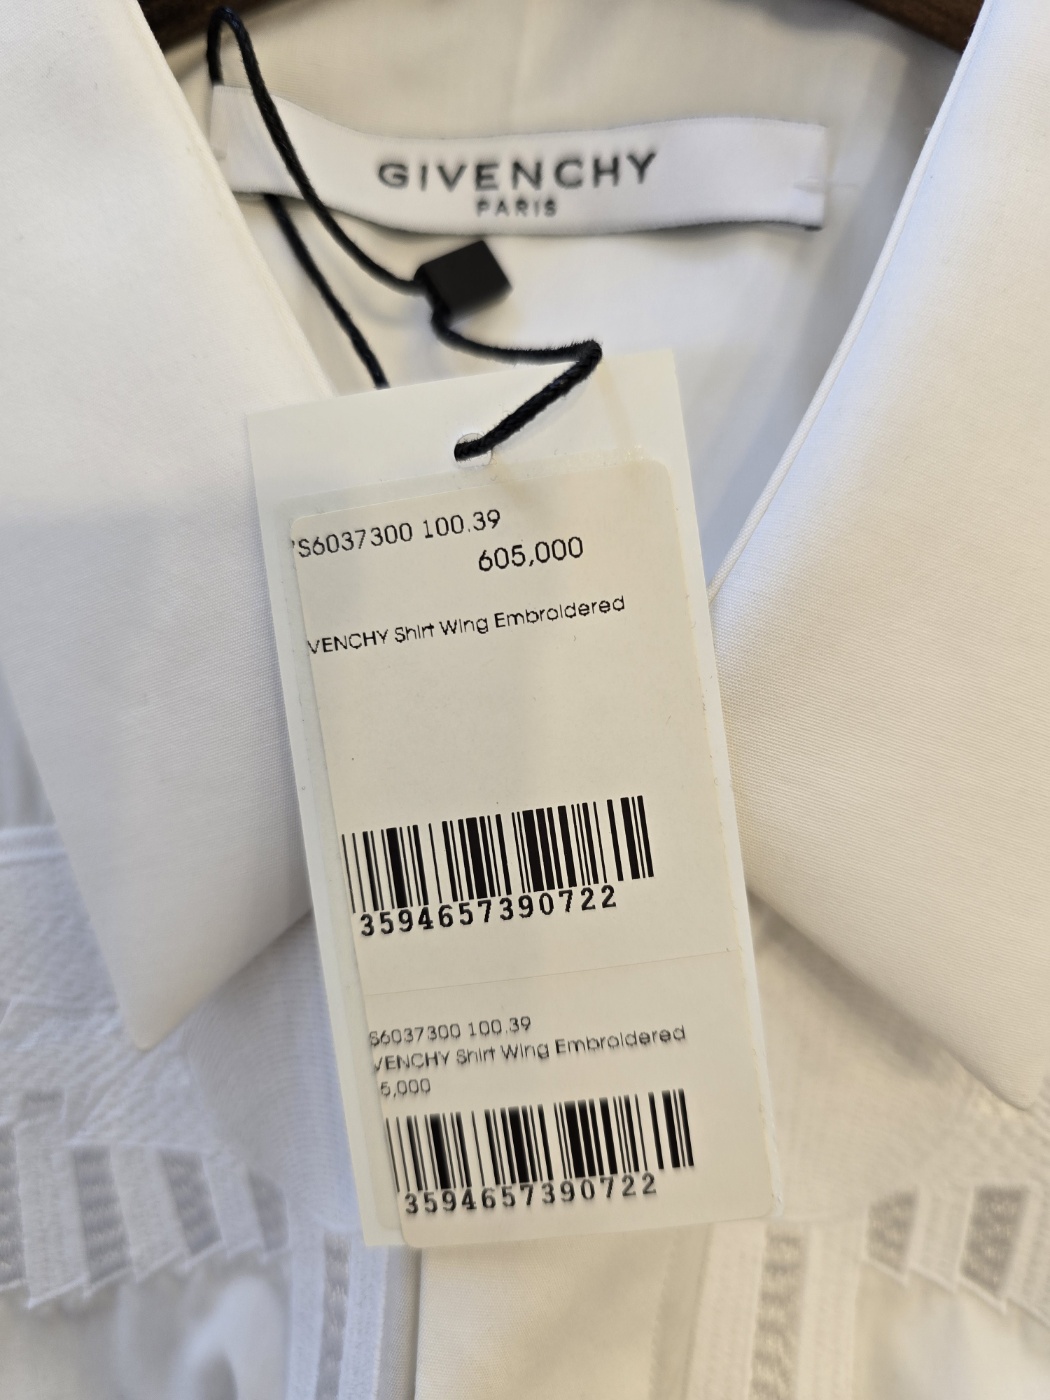 GIVENCHY
PARIS
'S6037300 100.39
605,000
VENCHY Shirt Wing Embroidered
3594657390722
S6037300 100.39
VENCHY Shirt Wing Embroidered
5,000
3594657390722